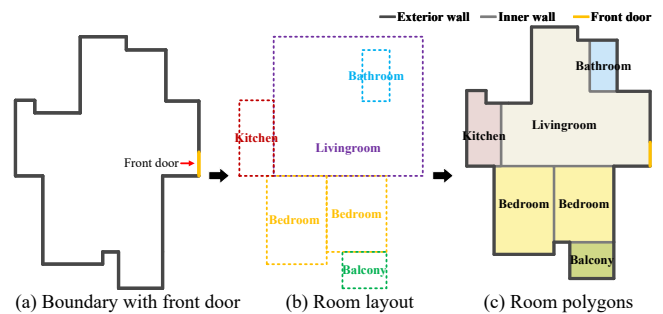 Exterior wall Inner wall Front door
Front door
Bathroom
Kitchen
Livingroom
Bedroom
Bedroom
Balcony
Bathroom
Kitchen
Livingroom
Bedroom
Bedroom
Balcony
(a) Boundary with front door (b) Room layout (c) Room polygons